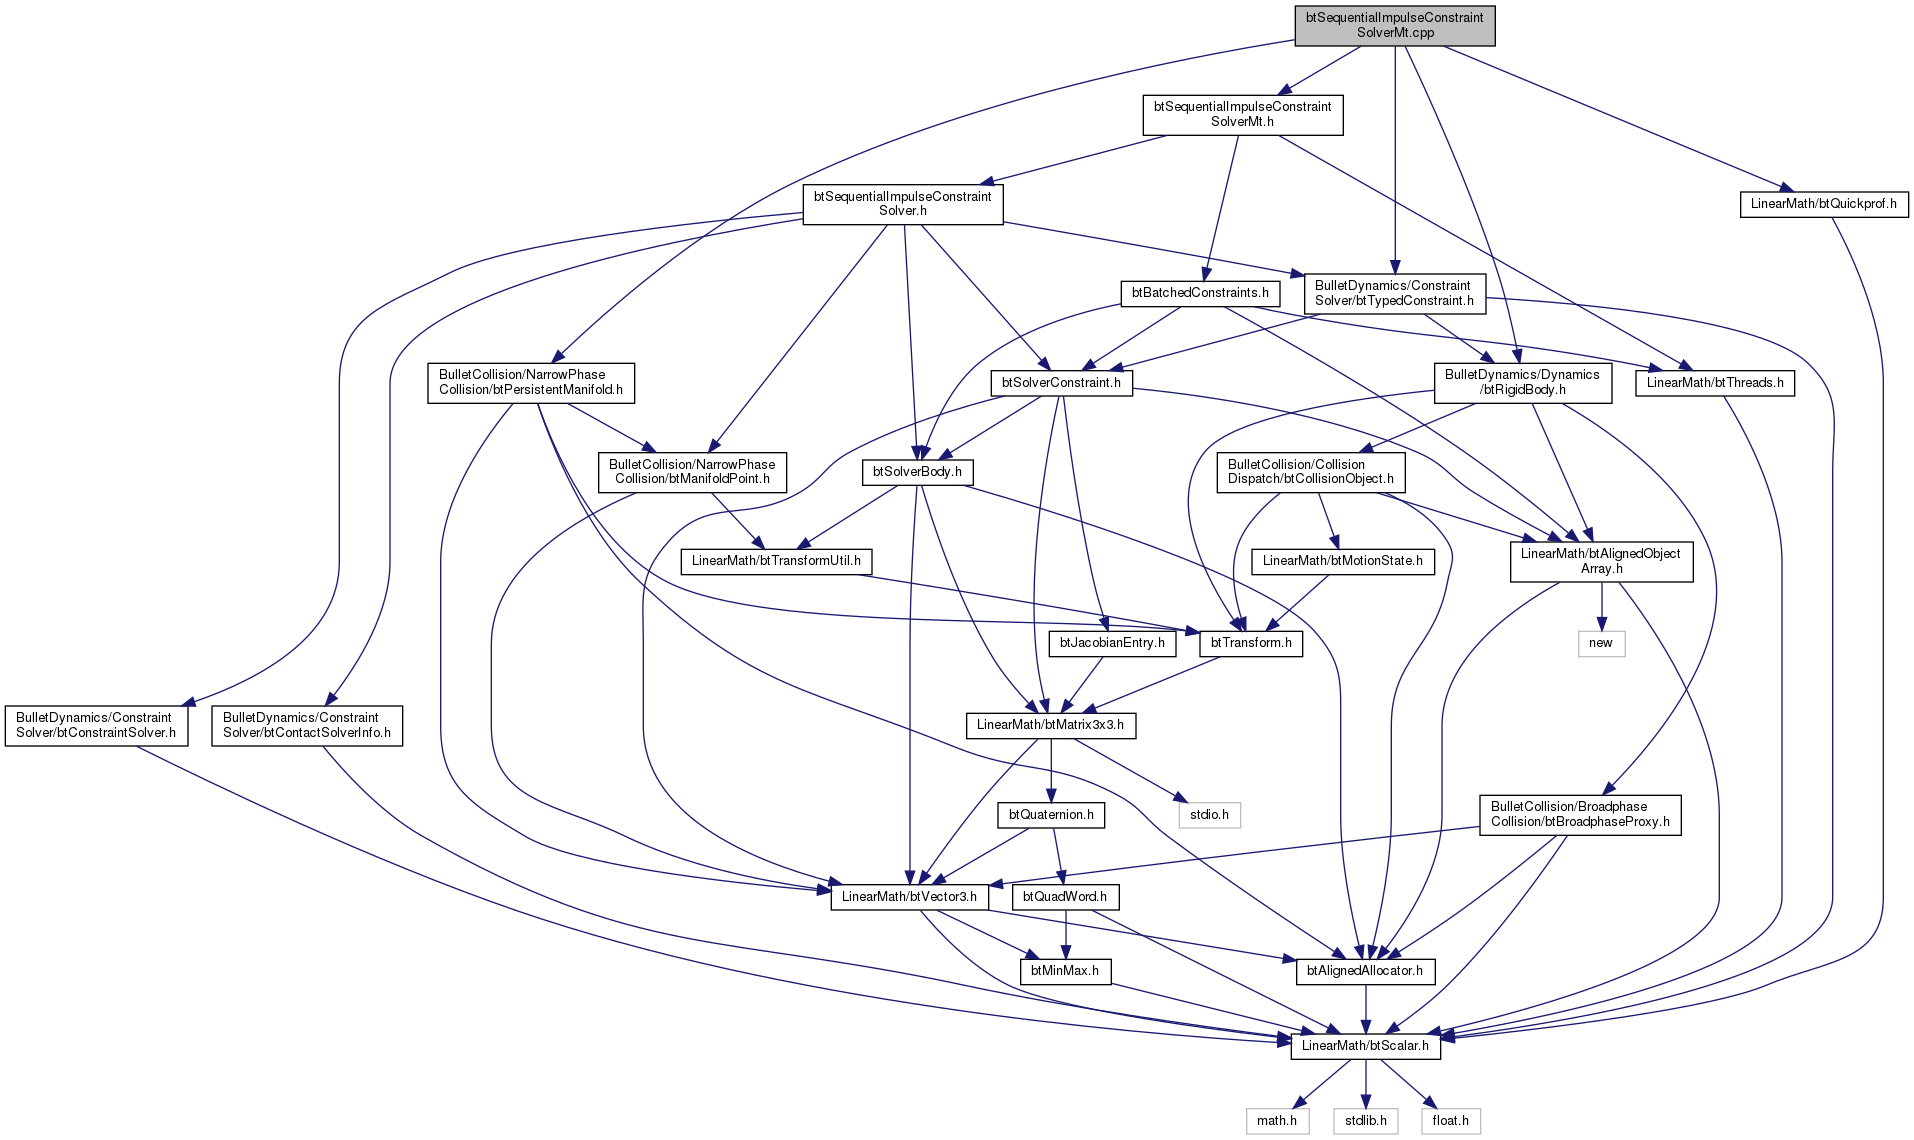 btSequentialImpulseConstraint
SolverMt.cpp
btSequentialImpulseConstraint
SolverMt.h
btSequentialImpulseConstraint
Solver.h
LinearMath/btQuickprof.h
btBatchedConstraints.h
BulletDynamics/Constraint
Solver/btTypedConstraint.h
BulletCollision/NarrowPhase
Collision/btPersistentManifold.h
btSolverConstraint.h
BulletDynamics/Dynamics
/btRigidBody.h
LinearMath/btThreads.h
BulletCollision/NarrowPhase
Collision/btManifoldPoint.h
btSolverBody.h
BulletCollision/Collision
Dispatch/btCollisionObject.h
LinearMath/btTransformUtil.h
LinearMath/btMotionState.h
LinearMath/btAlignedObject
Array.h
btJacobianEntry.h
btTransform.h
new
BulletDynamics/Constraint
Solver/btConstraintSolver.h
BulletDynamics/Constraint
Solver/btContactSolverInfo.h
LinearMath/btMatrix3x3.h
btQuaternion.h
stdio.h
BulletCollision/Broadphase
Collision/btBroadphaseProxy.h
LinearMath/btVector3.h
btQuadWord.h
btMinMax.h
btAlignedAllocator.h
LinearMath/btScalar.h
math.h
stdlib.h
float.h